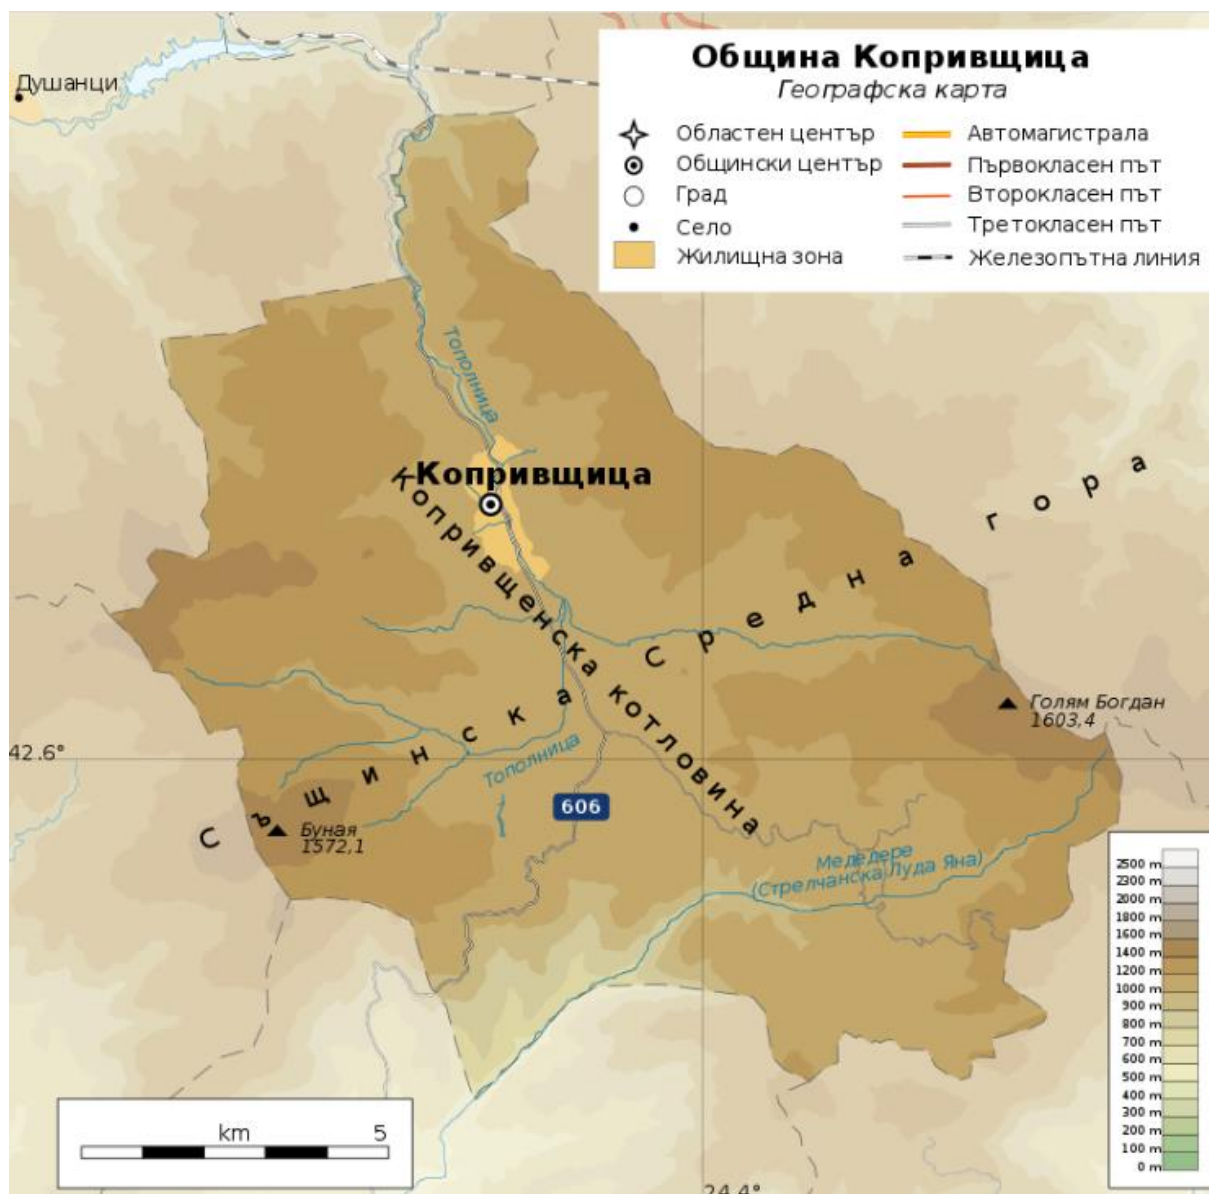 Община Копривщица
Географска карта
Областен център
Общински център
Град
Село
Жилищна зона
Автомагистрала
Първокласен път
Второкласен път
Третокласен път
Железопътна линия
Душанци
Тополница
Копривщица
Копривщенска котловина
Средна гора
Голям Богдан
1603,4
Същинска
42.6°
Тополница
606
Буная
1572,1
Меделере
(Стрелчанска Луда Яна)
2500 m
2300 m
2000 m
1800 m
1600 m
1400 m
1200 m
1000 m
900 m
800 m
700 m
600 m
500 m
400 m
300 m
200 m
100 m
0 m
km 5
24.4°